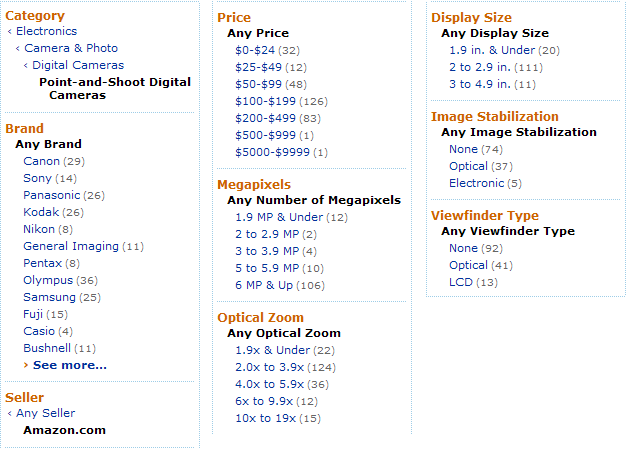 Category
‹ Electronics
‹ Camera & Photo
‹ Digital Cameras
Point-and-Shoot Digital
Cameras
Brand
Any Brand
Canon (29)
Sony (14)
Panasonic (26)
Kodak (26)
Nikon (8)
General Imaging (11)
Pentax (8)
Olympus (36)
Samsung (25)
Fuji (15)
Casio (4)
Bushnell (11)
› See more...
Seller
‹ Any Seller
Amazon.com
Price
Any Price
$0-$24 (32)
$25-$49 (12)
$50-$99 (48)
$100-$199 (126)
$200-$499 (83)
$500-$999 (1)
$5000-$9999 (1)
Megapixels
Any Number of Megapixels
1.9 MP & Under (12)
2 to 2.9 MP (2)
3 to 3.9 MP (4)
5 to 5.9 MP (10)
6 MP & Up (106)
Optical Zoom
Any Optical Zoom
1.9x & Under (22)
2.0x to 3.9x (124)
4.0x to 5.9x (36)
6x to 9.9x (12)
10x to 19x (15)
Display Size
Any Display Size
1.9 in. & Under (20)
2 to 2.9 in. (111)
3 to 4.9 in. (11)
Image Stabilization
Any Image Stabilization
None (74)
Optical (37)
Electronic (5)
Viewfinder Type
Any Viewfinder Type
None (92)
Optical (41)
LCD (13)